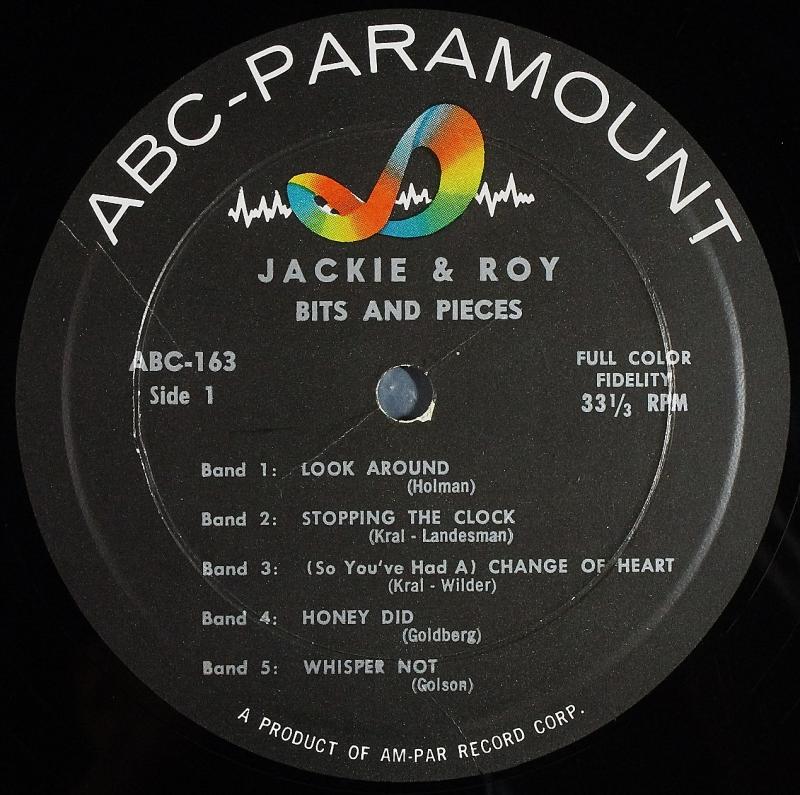 ABC-PARAMOUNT
JACKIE & ROY
BITS AND PIECES
ABC-163
Side 1
FULL COLOR
FIDELITY
33 1/3 RPM
Band 1: LOOK AROUND
(Holman)
Band 2: STOPPING THE CLOCK
(Kral - Landesman)
Band 3: (So You've Had A) CHANGE OF HEART
(Kral - Wilder)
Band 4: HONEY DID
(Goldberg)
Band 5: WHISPER NOT
(Golson)
A PRODUCT OF AM-PAR RECORD CORP.